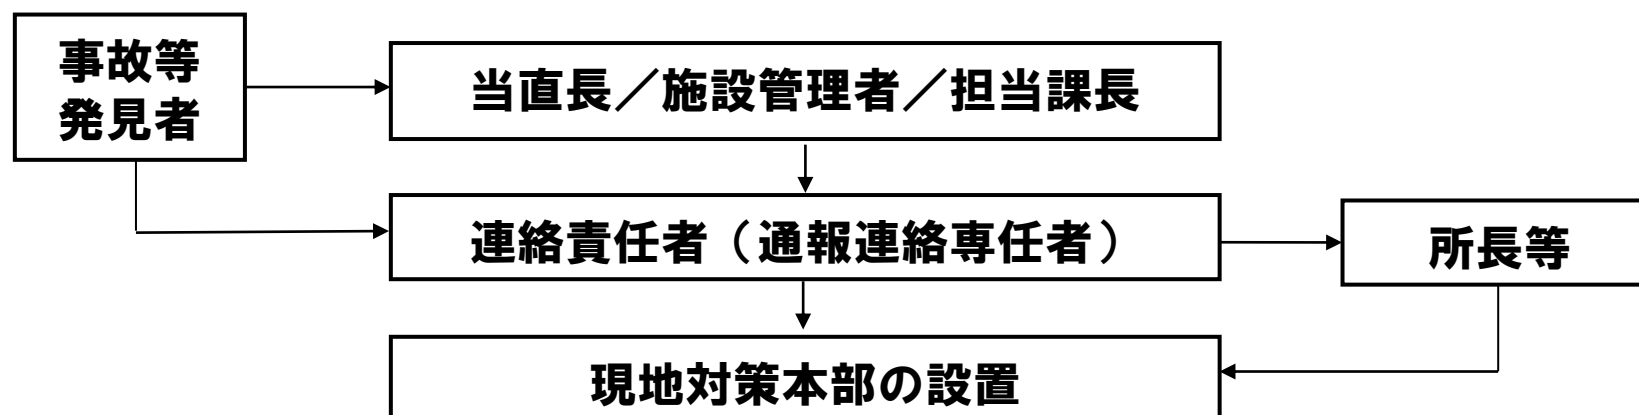 事故等
発見者
当直長／施設管理者／担当課長
連絡責任者（通報連絡専任者）
所長等
現地対策本部の設置